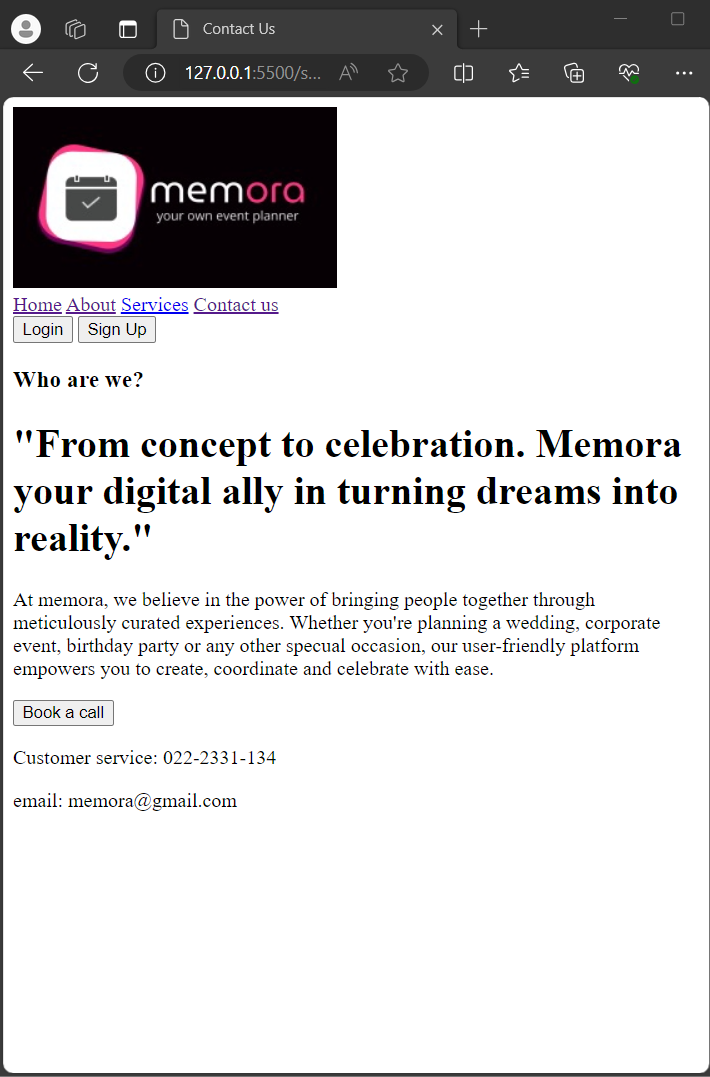 Contact Us
127.0.0.1:5500/s...
memora
your own event planner
Home About Services Contact us
Login Sign Up
Who are we?
"From concept to celebration. Memora
your digital ally in turning dreams into
reality."
At memora, we believe in the power of bringing people together through
meticulously curated experiences. Whether you're planning a wedding, corporate
event, birthday party or any other specual occasion, our user-friendly platform
empowers you to create, coordinate and celebrate with ease.
Book a call
Customer service: 022-2331-134
email: memora@gmail.com